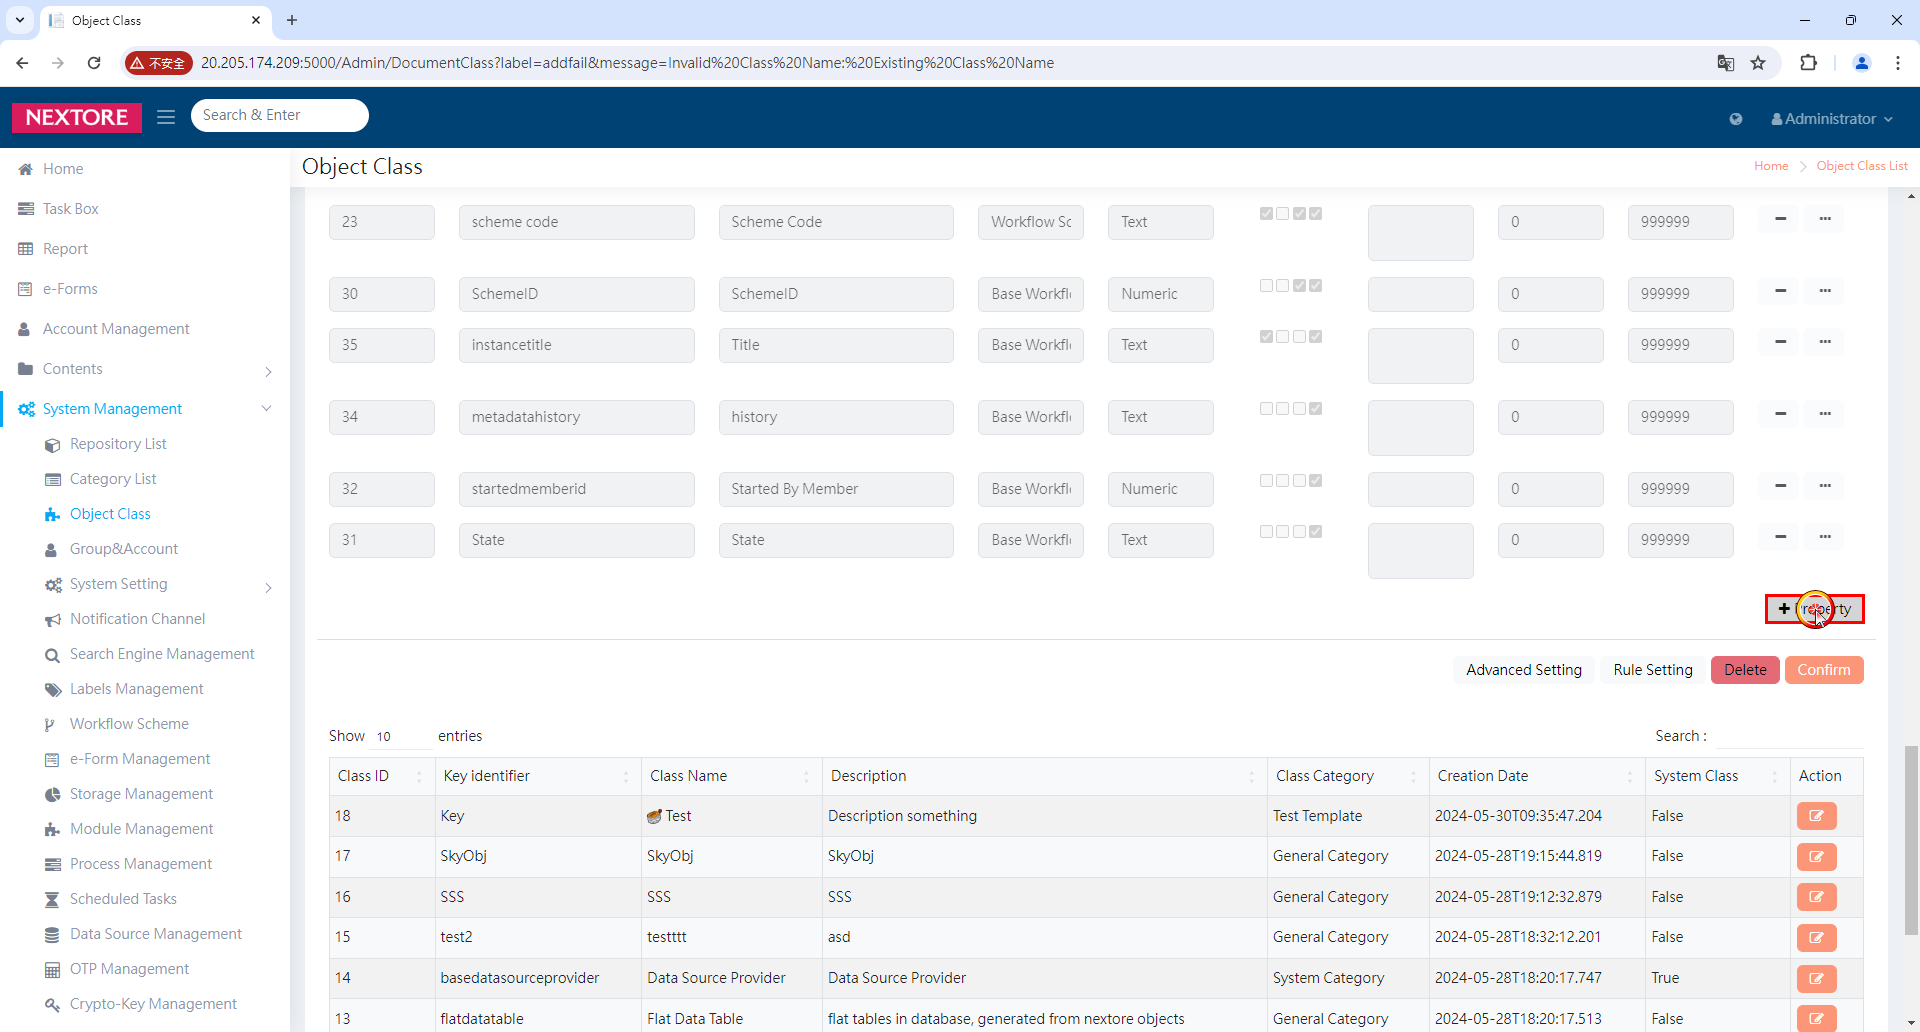 Object Class
不安全
20.205.174.209:5000/Admin/DocumentClass?label=addfail&message=Invalid%20Class%20Name:%20Existing%20Class%20Name
NEXTORE
Search & Enter
Administrator
Home
Task Box
Report
e-Forms
Account Management
Contents
System Management
Repository List
Category List
Object Class
Group&Account
System Setting
Notification Channel
Search Engine Management
Labels Management
Workflow Scheme
e-Form Management
Storage Management
Module Management
Process Management
Scheduled Tasks
Data Source Management
OTP Management
Crypto-Key Management
Object Class
Home Object Class List
23 scheme code Scheme Code Workflow Sc Text 0 999999
30 SchemeID SchemeID Base Workfl Numeric 0 999999
35 instancetitle Title Base Workfl Text 0 999999
34 metadatahistory history Base Workfl Text 0 999999
32 startedmemberid Started By Member Base Workfl Numeric 0 999999
31 State State Base Workfl Text 0 999999
Property
Advanced Setting Rule Setting Delete Confirm
Show 10 entries Search :
Class ID Key identifier Class Name Description Class Category Creation Date System Class Action
18 Key Test Description something Test Template 2024-05-30T09:35:47.204 False
17 SkyObj SkyObj SkyObj General Category 2024-05-28T19:15:44.819 False
16 SSS SSS SSS General Category 2024-05-28T19:12:32.879 False
15 test2 testttt asd General Category 2024-05-28T18:32:12.201 False
14 basedatasourceprovider Data Source Provider Data Source Provider System Category 2024-05-28T18:20:17.747 True
13 flatdatatable Flat Data Table flat tables in database, generated from nextore objects General Category 2024-05-28T18:20:17.513 False